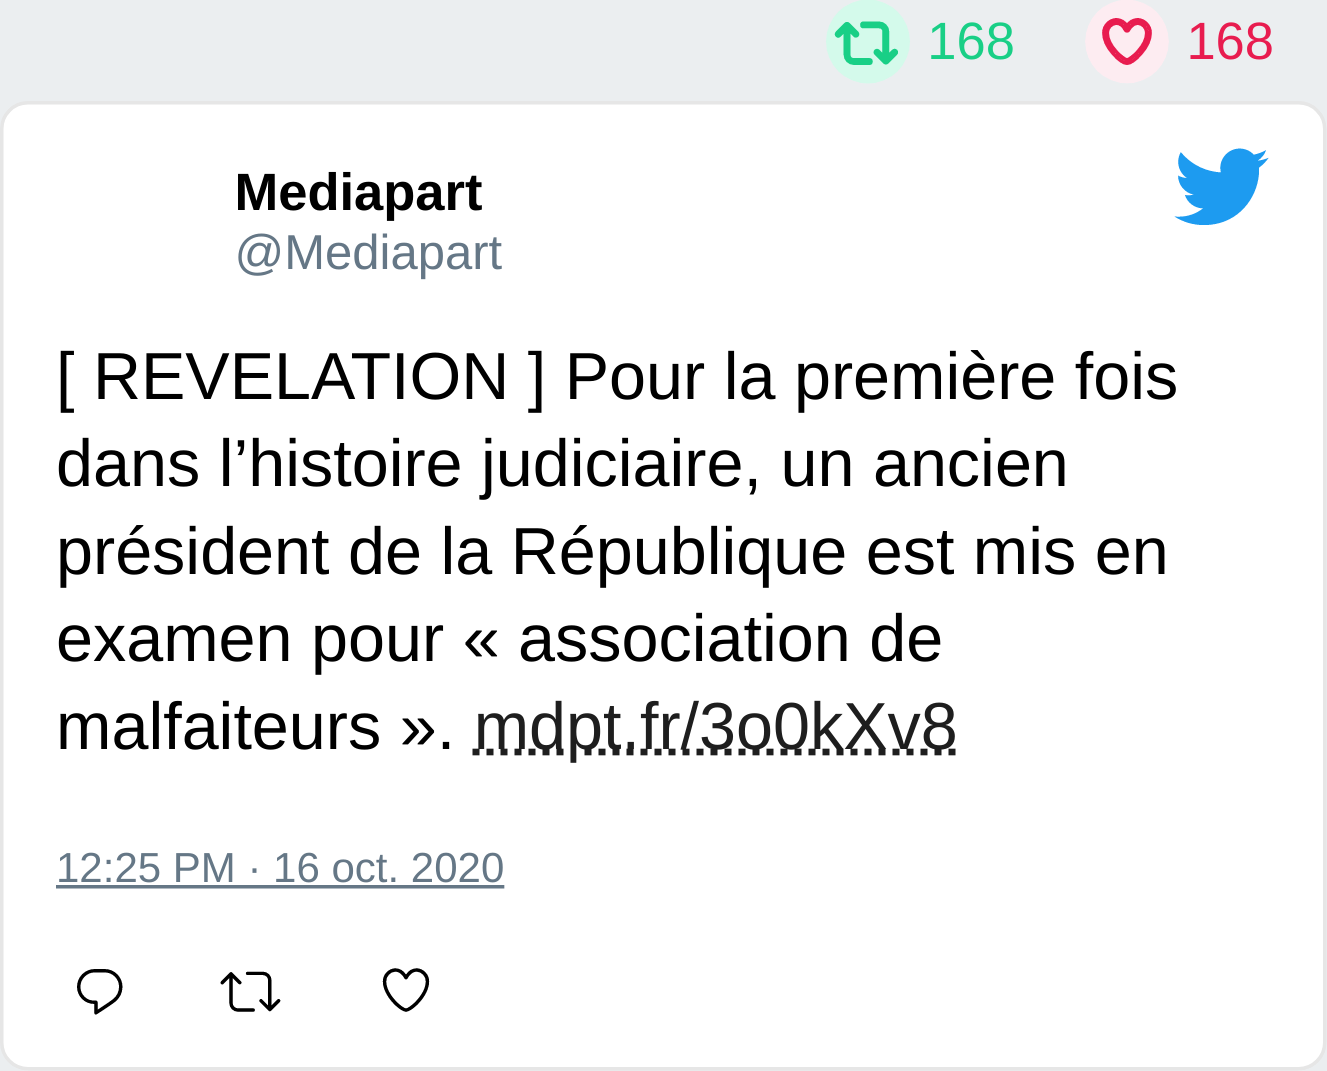 168 168
Mediapart
@Mediapart
[ REVELATION ] Pour la première fois
dans l’histoire judiciaire, un ancien
président de la République est mis en
examen pour « association de
malfaiteurs ». mdpt.fr/3o0kXv8
12:25 PM · 16 oct. 2020